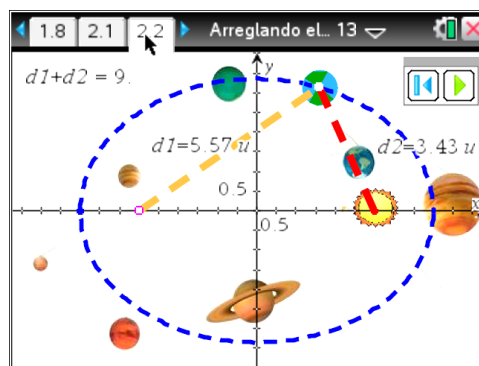 1.8 2.1 2.2 Arreglando el... 13
d1+d2 = 9.
y
d1=5.57 u
d2=3.43 u
0.5
x
0.5